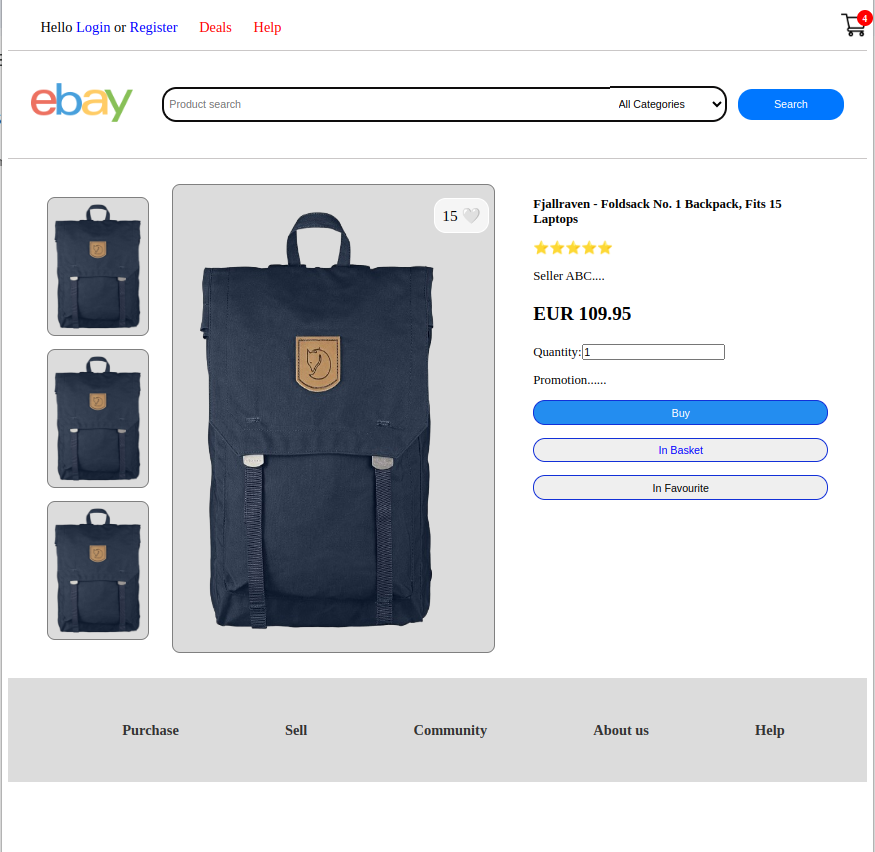 Hello Login or Register Deals Help
4
ebay
Product search All Categories Search
15
Fjallraven - Foldsack No. 1 Backpack, Fits 15
Laptops
Seller ABC....
EUR 109.95
Quantity: 1
Promotion......
Buy
In Basket
In Favourite
Purchase Sell Community About us Help